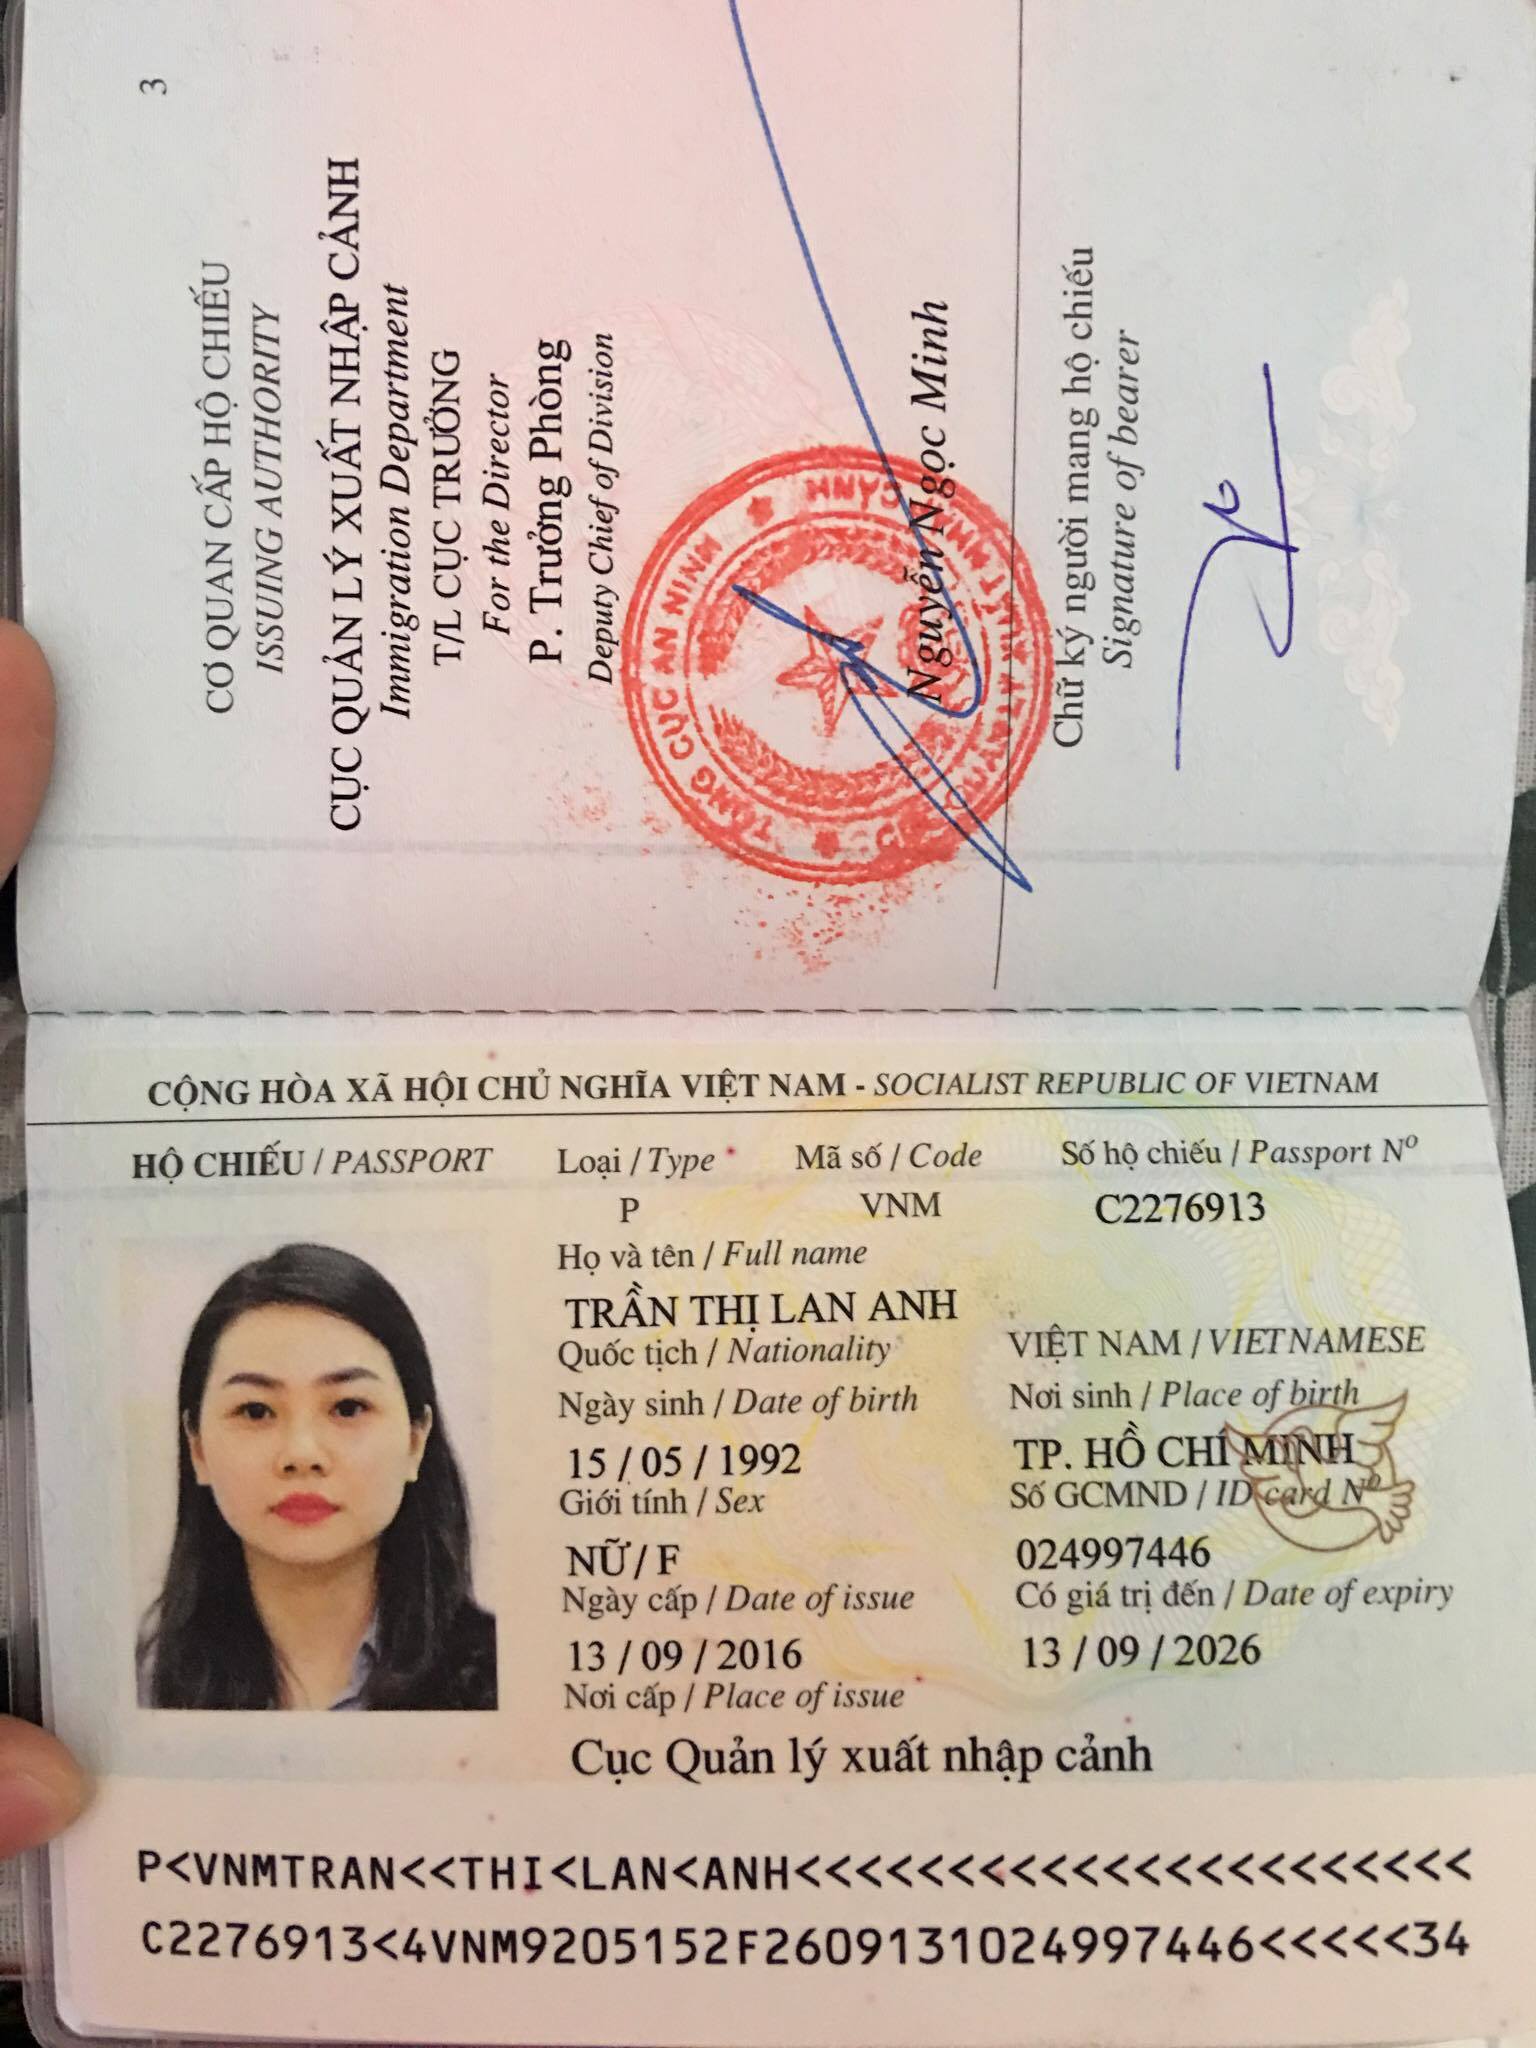 3
CƠ QUAN CẤP HỘ CHIẾU
ISSUING AUTHORITY
CỤC QUẢN LÝ XUẤT NHẬP CẢNH
Immigration Department
T/L CỤC TRƯỞNG
For the Director
P. Trưởng Phòng
Deputy Chief of Division
TỔNG CỤC AN NINH
Nguyễn Ngọc Minh
Chữ ký người mang hộ chiếu
Signature of bearer
CỘNG HÒA XÃ HỘI CHỦ NGHĨA VIỆT NAM - SOCIALIST REPUBLIC OF VIETNAM
HỘ CHIẾU / PASSPORT Loại / Type Mã số / Code Số hộ chiếu / Passport Nº
P VNM C2276913
Họ và tên / Full name
TRẦN THỊ LAN ANH
Quốc tịch / Nationality VIỆT NAM / VIETNAMESE
Ngày sinh / Date of birth Nơi sinh / Place of birth
15 / 05 / 1992 TP. HỒ CHÍ MINH
Giới tính / Sex Số GCMND / ID card Nº
NỮ / F 024997446
Ngày cấp / Date of issue Có giá trị đến / Date of expiry
13 / 09 / 2016 13 / 09 / 2026
Nơi cấp / Place of issue
Cục Quản lý xuất nhập cảnh
P<VNMTRAN<<THI<LAN<ANH<<<<<<<<<<<<<<<<<<<<<<
C2276913<4VNM9205152F2609131024997446<<<<<34